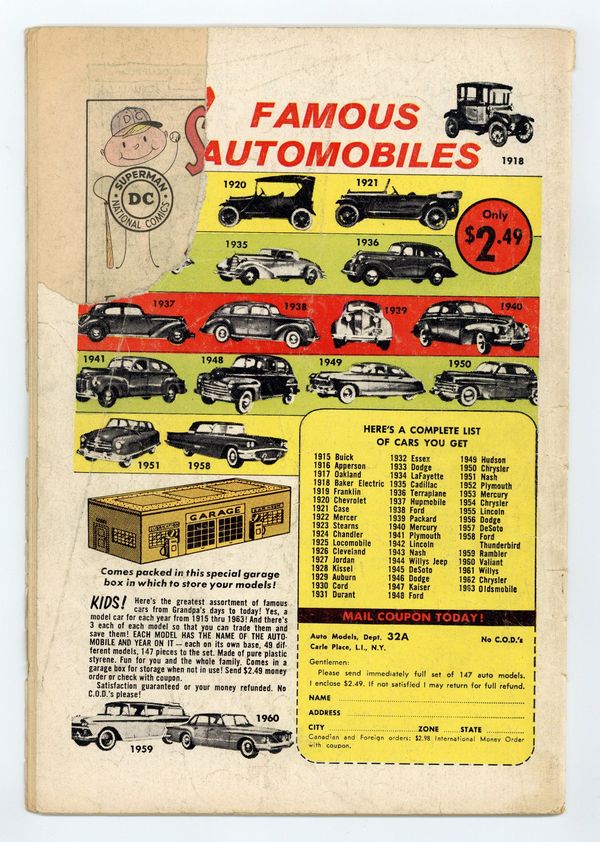 FAMOUS
AUTOMOBILES
1918
DC
SUPERMAN
DC
NATIONAL COMICS
1920
1921
Only
$2.49
1935
1936
1937
1938
1939
1940
1941
1948
1949
1950
1951
1958
GARAGE
Comes packed in this special garage
box in which to store your models!
KIDS! Here's the greatest assortment of famous
cars from Grandpa's days to today! Yes, a
model car for each year from 1915 thru 1963! And there's
3 each of each model so that you can trade them and
save them! EACH MODEL HAS THE NAME OF THE AUTO-
MOBILE AND YEAR ON IT — each on its own base, 49 dif-
ferent models, 147 pieces to the set. Made of pure plastic
styrene. Fun for you and the whole family. Comes in a
garage box for storage when not in use! Send $2.49 money
order or check with coupon.
Satisfaction guaranteed or your money refunded. No
C.O.D.'s please!
1959
1960
HERE'S A COMPLETE LIST
OF CARS YOU GET
1915 Buick
1916 Apperson
1917 Oakland
1918 Baker Electric
1919 Franklin
1920 Chevrolet
1921 Case
1922 Mercer
1923 Stearns
1924 Chandler
1925 Locomobile
1926 Cleveland
1927 Jordan
1928 Kissel
1929 Auburn
1930 Cord
1931 Durant
1932 Essex
1933 Dodge
1934 LaFayette
1935 Cadillac
1936 Terraplane
1937 Hupmobile
1938 Ford
1939 Packard
1940 Mercury
1941 Plymouth
1942 Lincoln
1943 Nash
1944 Willys Jeep
1945 DeSoto
1946 Dodge
1947 Kaiser
1948 Ford
1949 Hudson
1950 Chrysler
1951 Nash
1952 Plymouth
1953 Mercury
1954 Chrysler
1955 Lincoln
1956 Dodge
1957 DeSoto
1958 Ford
Thunderbird
1959 Rambler
1960 Valiant
1961 Willys
1962 Chrysler
1963 Oldsmobile
MAIL COUPON TODAY!
Auto Models, Dept. 32A No C.O.D.'s
Carle Place, L.I., N.Y.
Gentlemen:
Please send immediately full set of 147 auto models.
I enclose $2.49. If not satisfied I may return for full refund.
NAME
ADDRESS
CITY ZONE STATE
Canadian and Foreign orders: $2.98 International Money Order
with coupon.